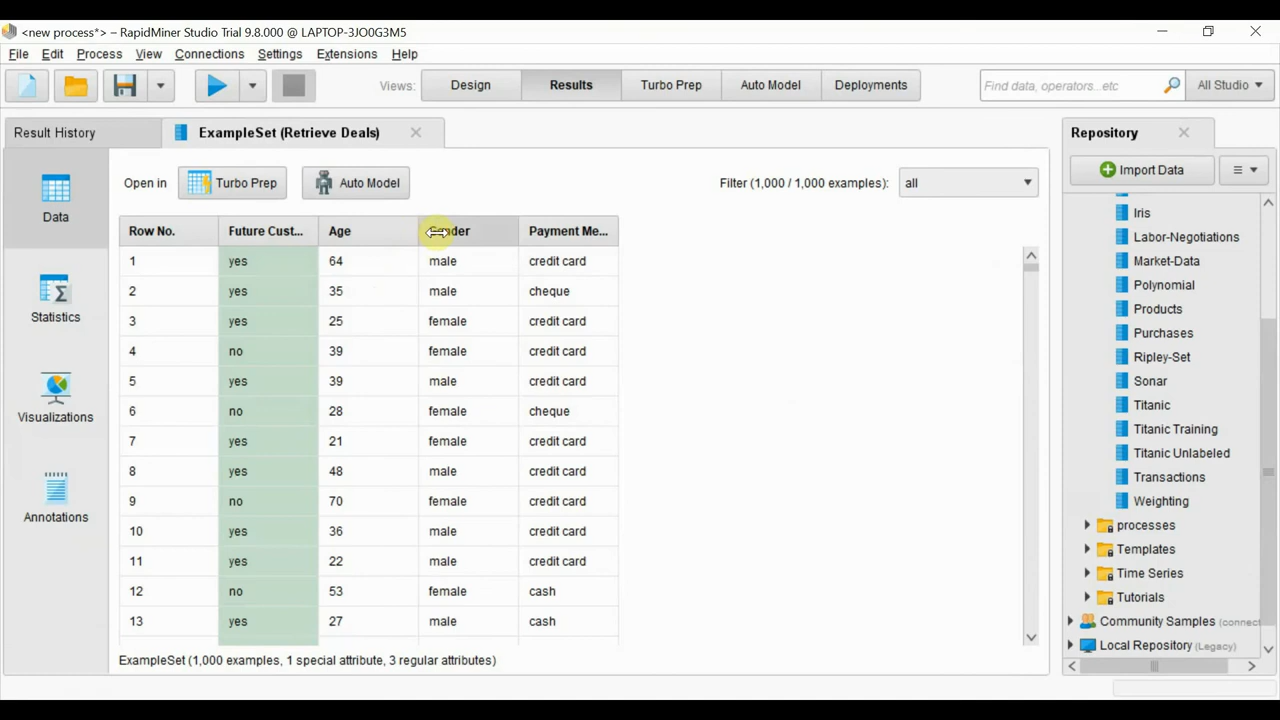 <new process*> – RapidMiner Studio Trial 9.8.000 @ LAPTOP-3JO0G3M5
File Edit Process View Connections Settings Extensions Help
Views: Design Results Turbo Prep Auto Model Deployments Find data, operators...etc All Studio
Result History ExampleSet (Retrieve Deals) Repository
Open in Turbo Prep Auto Model Filter (1,000 / 1,000 examples): all Import Data
Data
Statistics
Visualizations
Annotations
Row No. Future Cust... Age Payment Me...
1 yes 64 male credit card
2 yes 35 male cheque
3 yes 25 female credit card
4 no 39 female credit card
5 yes 39 male credit card
6 no 28 female cheque
7 yes 21 female credit card
8 yes 48 male credit card
9 no 70 female credit card
10 yes 36 male credit card
11 yes 22 male credit card
12 no 53 female cash
13 yes 27 male cash
ExampleSet (1,000 examples, 1 special attribute, 3 regular attributes)
Iris
Labor-Negotiations
Market-Data
Polynomial
Products
Purchases
Ripley-Set
Sonar
Titanic
Titanic Training
Titanic Unlabeled
Transactions
Weighting
processes
Templates
Time Series
Tutorials
Community Samples (connect
Local Repository (Legacy)